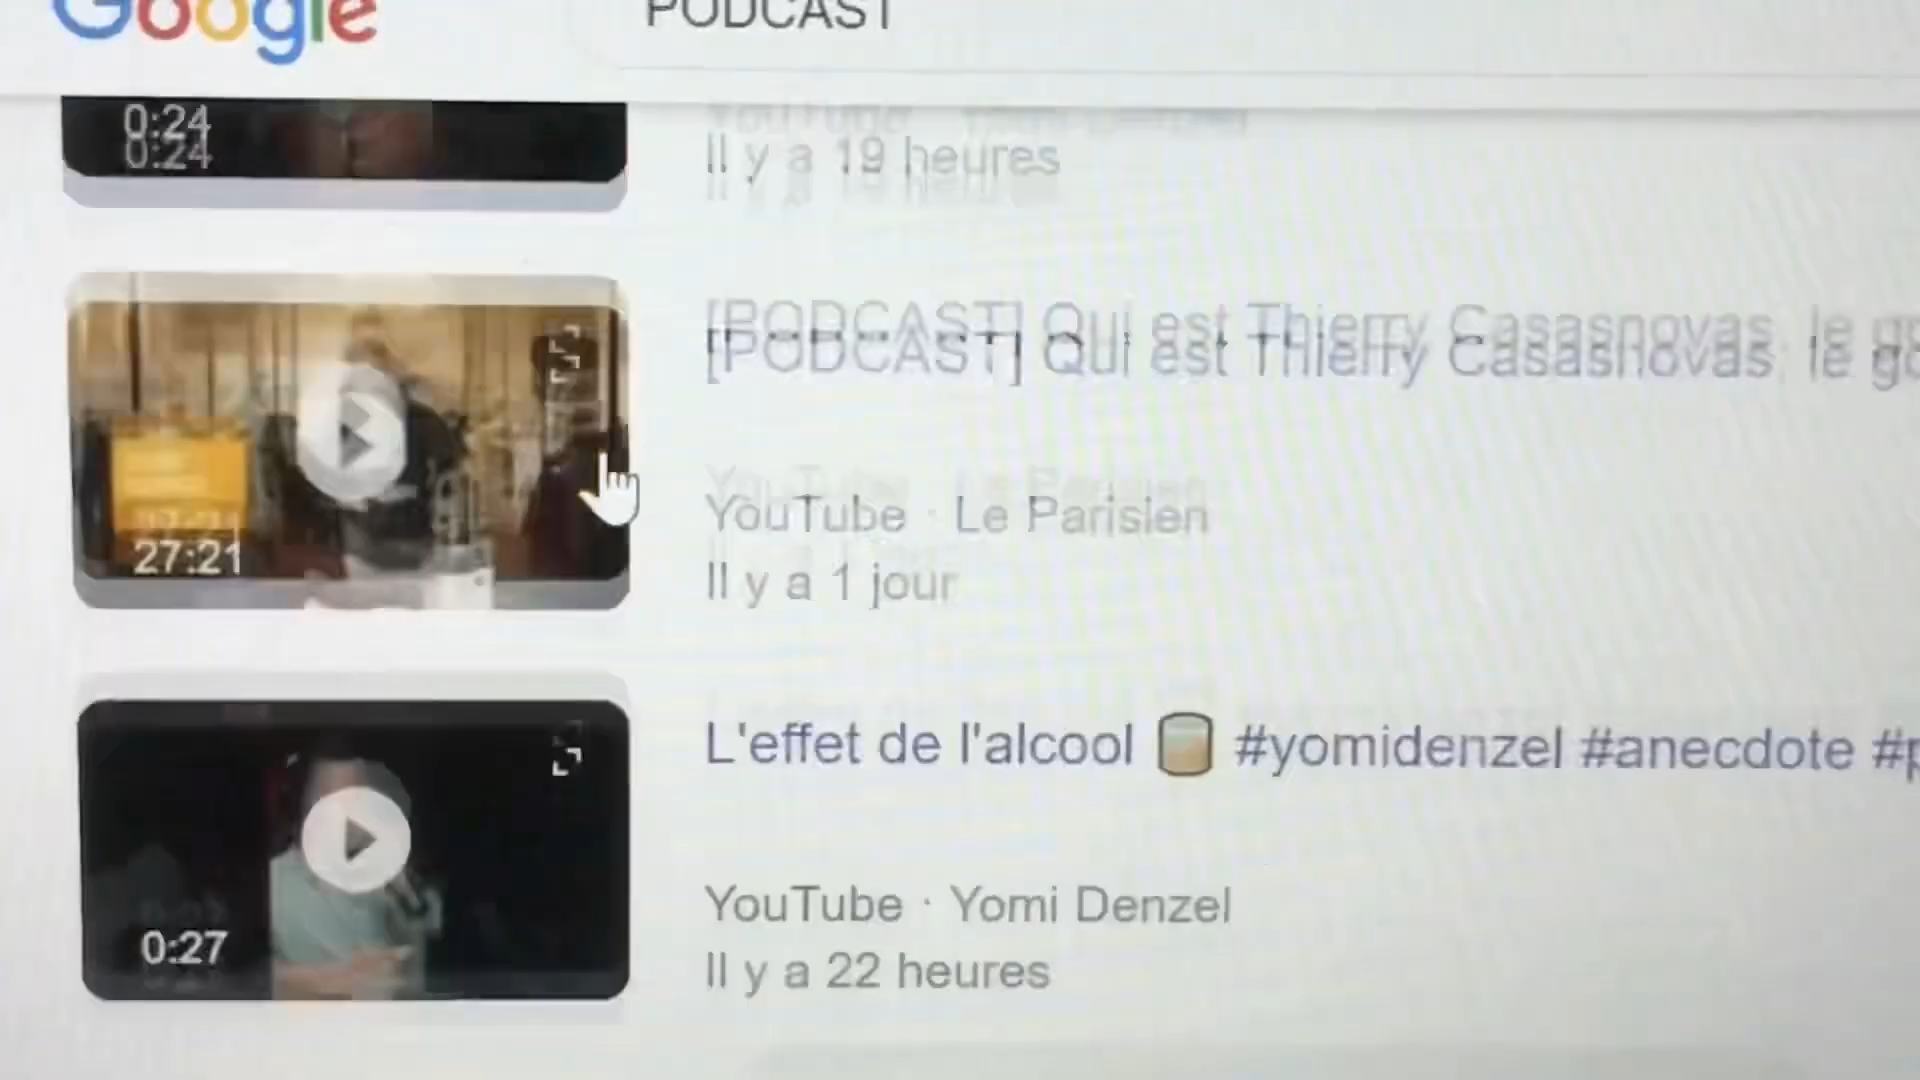 Google
PODCAST
0:24
Il y a 19 heures
[PODCAST] Qui est Thierry Casasnovas, le
YouTube · Le Parisien
Il y a 1 jour
27:21
L'effet de l'alcool #yomidenzel #anecdote
YouTube · Yomi Denzel
Il y a 22 heures
0:27